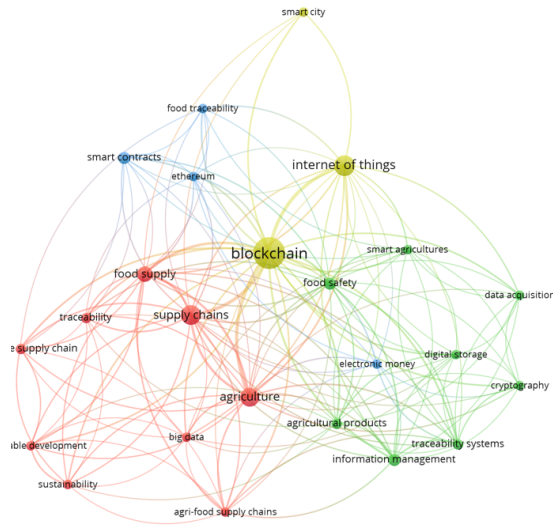 smart city
food traceability
smart contracts
internet of things
ethereum
blockchain
smart agricultures
food supply
food safety
data acquisition
supply chains
traceability
e supply chain
digital storage
electronic money
cryptography
agriculture
agricultural products
big data
traceability systems
able development
information management
sustainability
agri-food supply chains